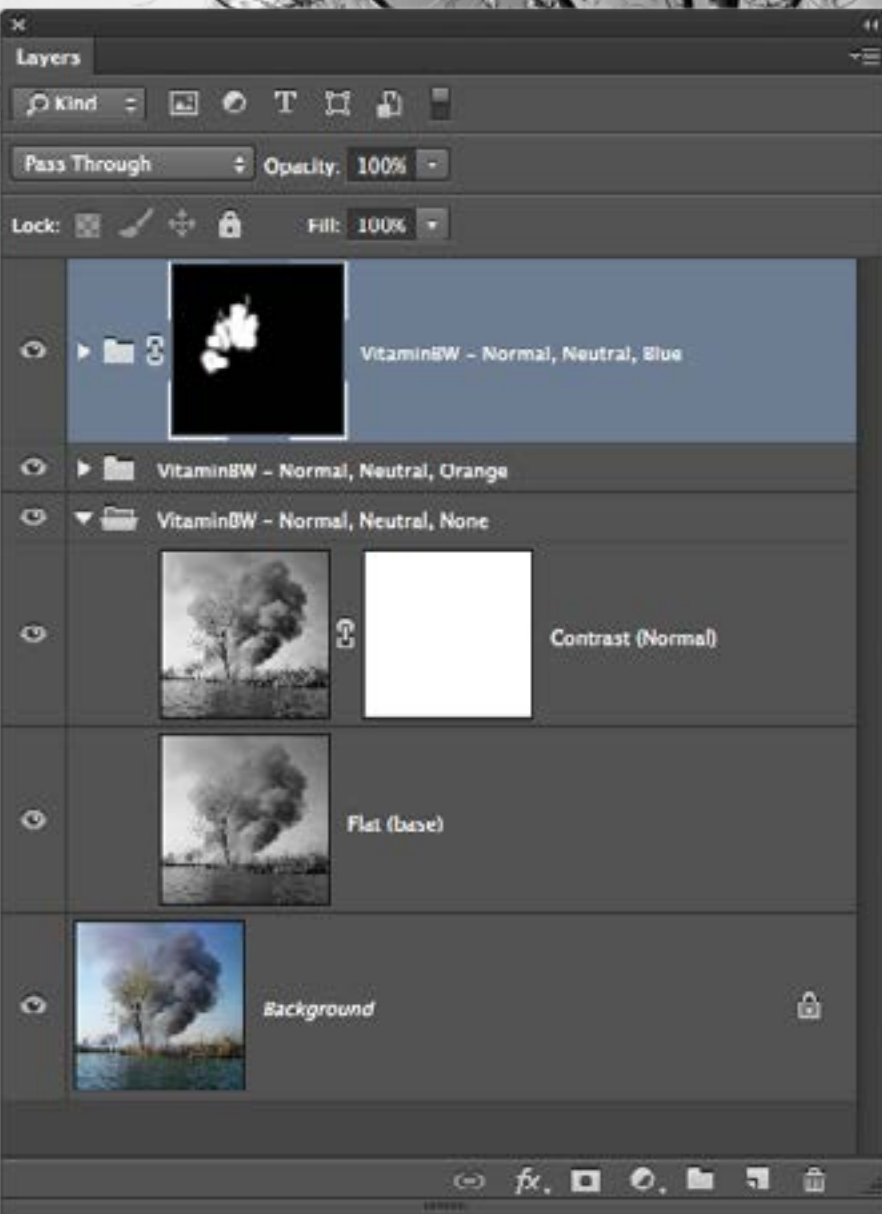 Layers
Kind
Pass Through Opacity: 100%
Lock: Fill: 100%
VitaminBW - Normal, Neutral, Blue
VitaminBW - Normal, Neutral, Orange
VitaminBW - Normal, Neutral, None
Contrast (Normal)
Flat (base)
Background
fx.